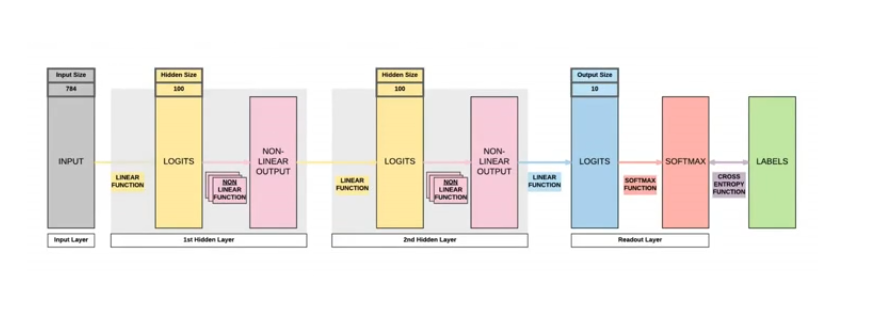 Input Size
784
INPUT
Input Layer
LINEAR
FUNCTION
Hidden Size
100
LOGITS
NON
LINEAR
FUNCTION
NON-
LINEAR
OUTPUT
1st Hidden Layer
LINEAR
FUNCTION
Hidden Size
100
LOGITS
NON
LINEAR
FUNCTION
NON-
LINEAR
OUTPUT
2nd Hidden Layer
LINEAR
FUNCTION
Output Size
10
LOGITS
SOFTMAX
FUNCTION
SOFTMAX
Readout Layer
CROSS
ENTROPY
FUNCTION
LABELS